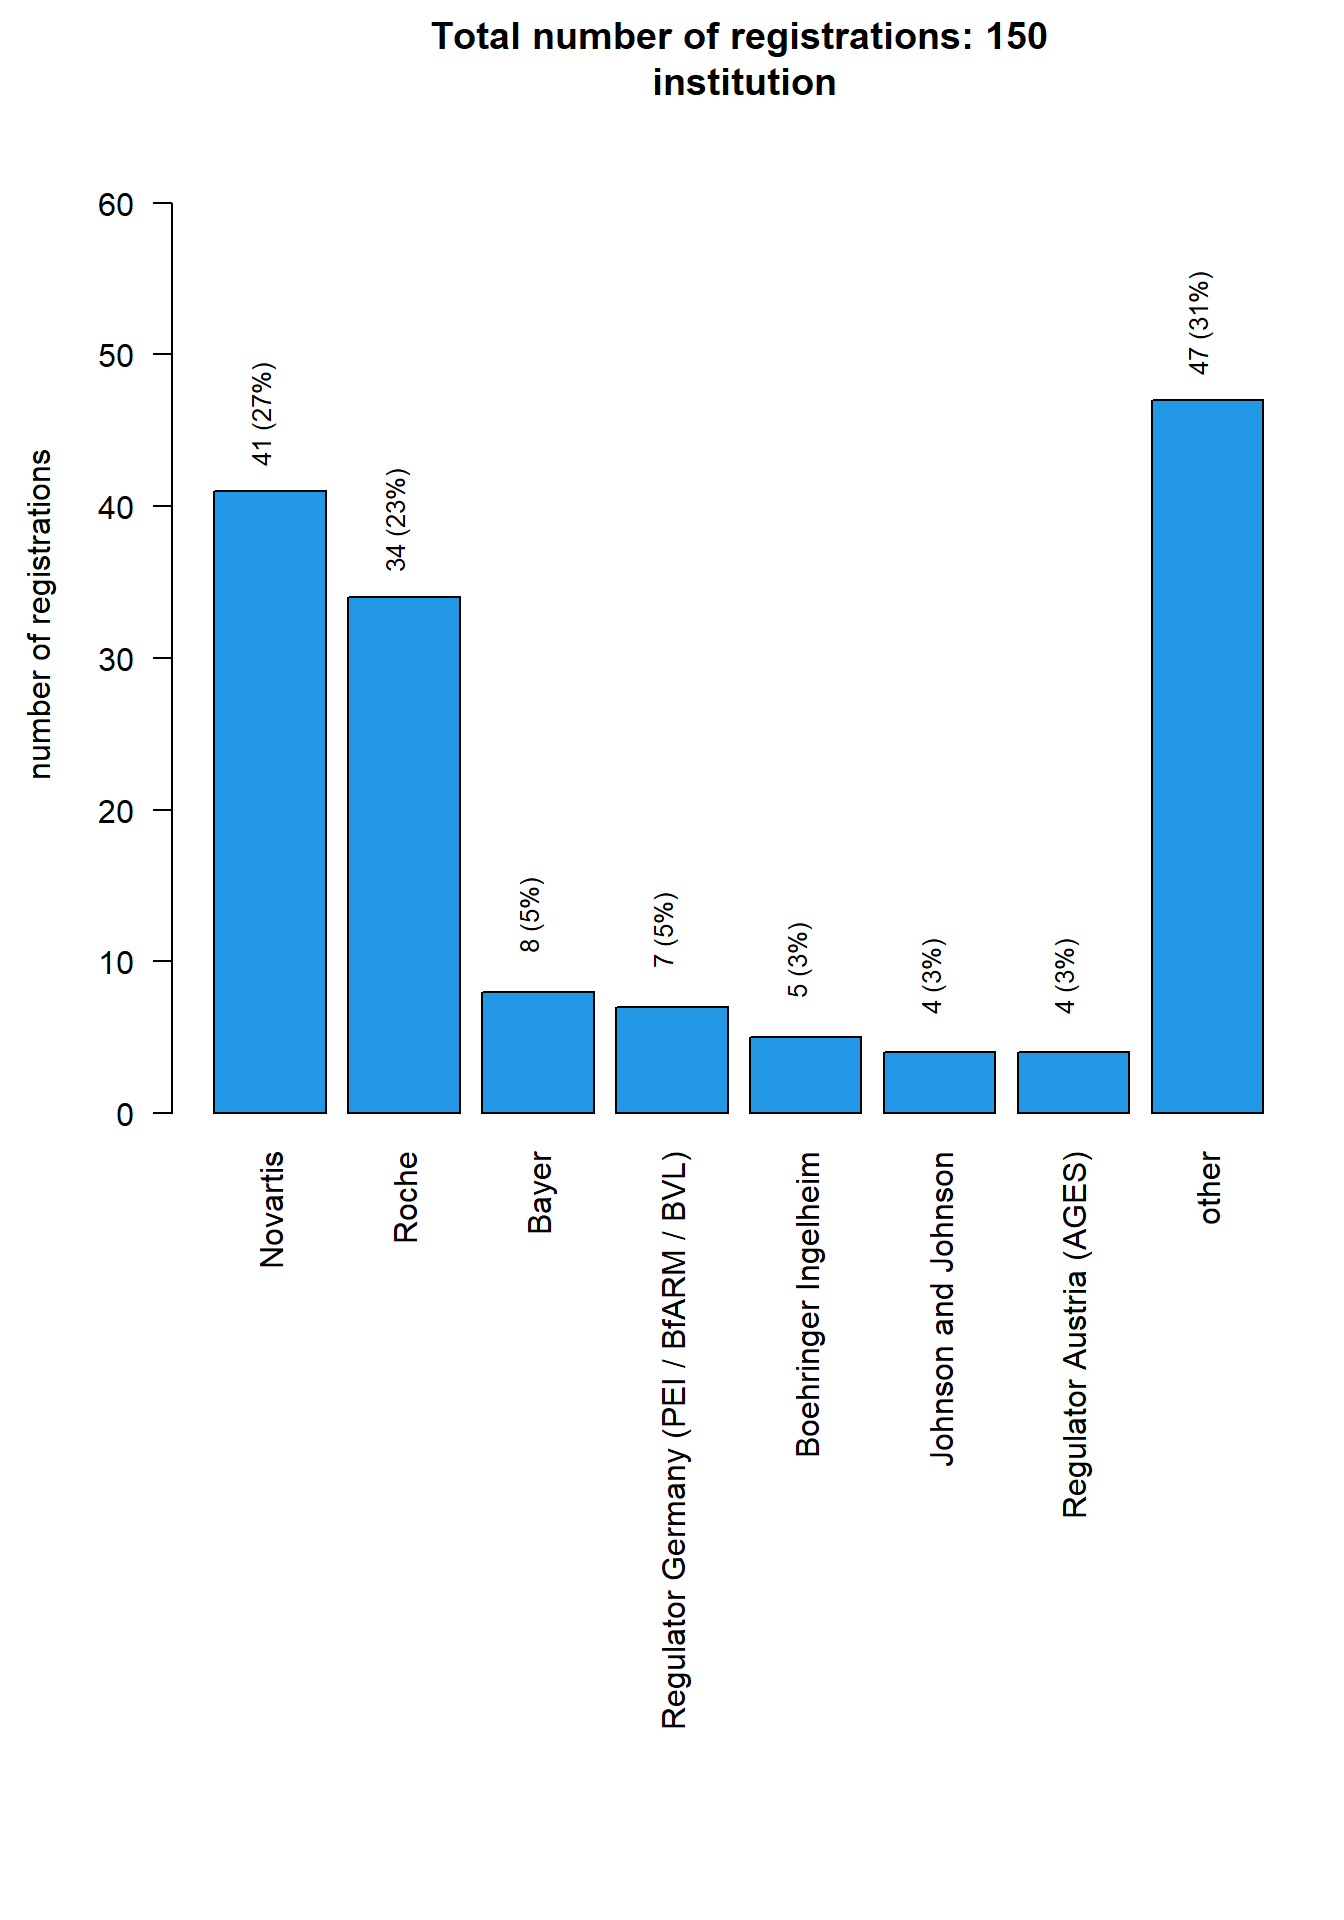 Total number of registrations: 150
institution
number of registrations
60
50
40
30
20
10
0
41 (27%)
34 (23%)
8 (5%)
7 (5%)
5 (3%)
4 (3%)
4 (3%)
47 (31%)
Novartis
Roche
Bayer
Regulator Germany (PEI / BfARM / BVL)
Boehringer Ingelheim
Johnson and Johnson
Regulator Austria (AGES)
other